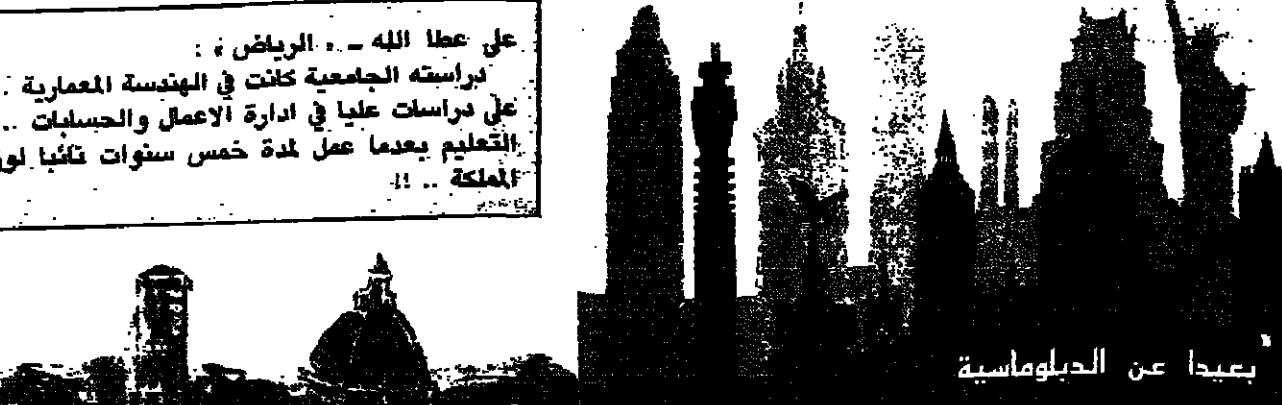 على عطا الله ـ « الرياض » :
دراسته الجامعية كانت في الهندسة المعمارية .
على دراسات عليا في ادارة الاعمال والحسابات ..
التعليم بعدما عمل لمدة خمس سنوات نائبا
المملكة .. !!
بعيدا عن الدبلوماسية